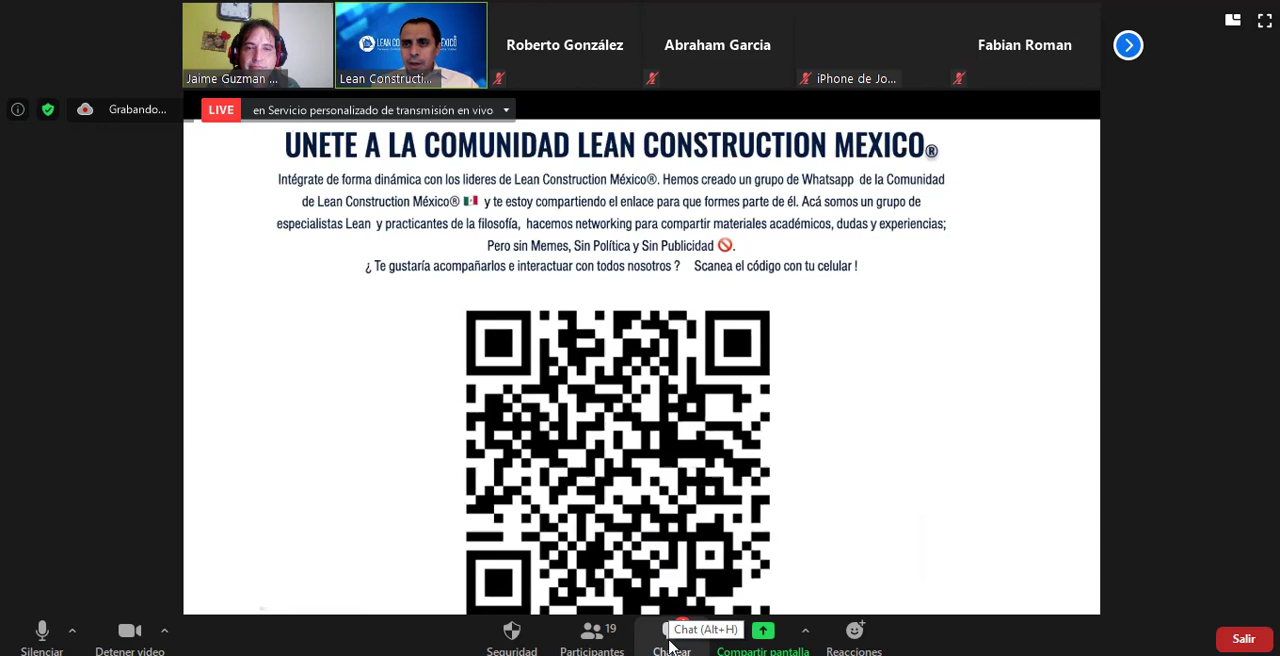 Roberto González
Abraham Garcia
Fabian Roman
Jaime Guzman ...
Lean Constructi...
iPhone de Jo...
Grabando...
LIVE
en Servicio personalizado de transmisión en vivo
UNETE A LA COMUNIDAD LEAN CONSTRUCTION MEXICO®
Intégrate de forma dinámica con los lideres de Lean Construction México®. Hemos creado un grupo de Whatsapp de la Comunidad
de Lean Construction México® 🇲🇽 y te estoy compartiendo el enlace para que formes parte de él. Acá somos un grupo de
especialistas Lean y practicantes de la filosofía, hacemos networking para compartir materiales académicos, dudas y experiencias;
Pero sin Memes, Sin Política y Sin Publicidad 🚫.
¿ Te gustaría acompañarlos e interactuar con todos nosotros ? Scanea el código con tu celular !
19
Chat (Alt+H)
Silenciar
Detener video
Seguridad
Participantes
Chatear
Compartir pantalla
Reacciones
Salir